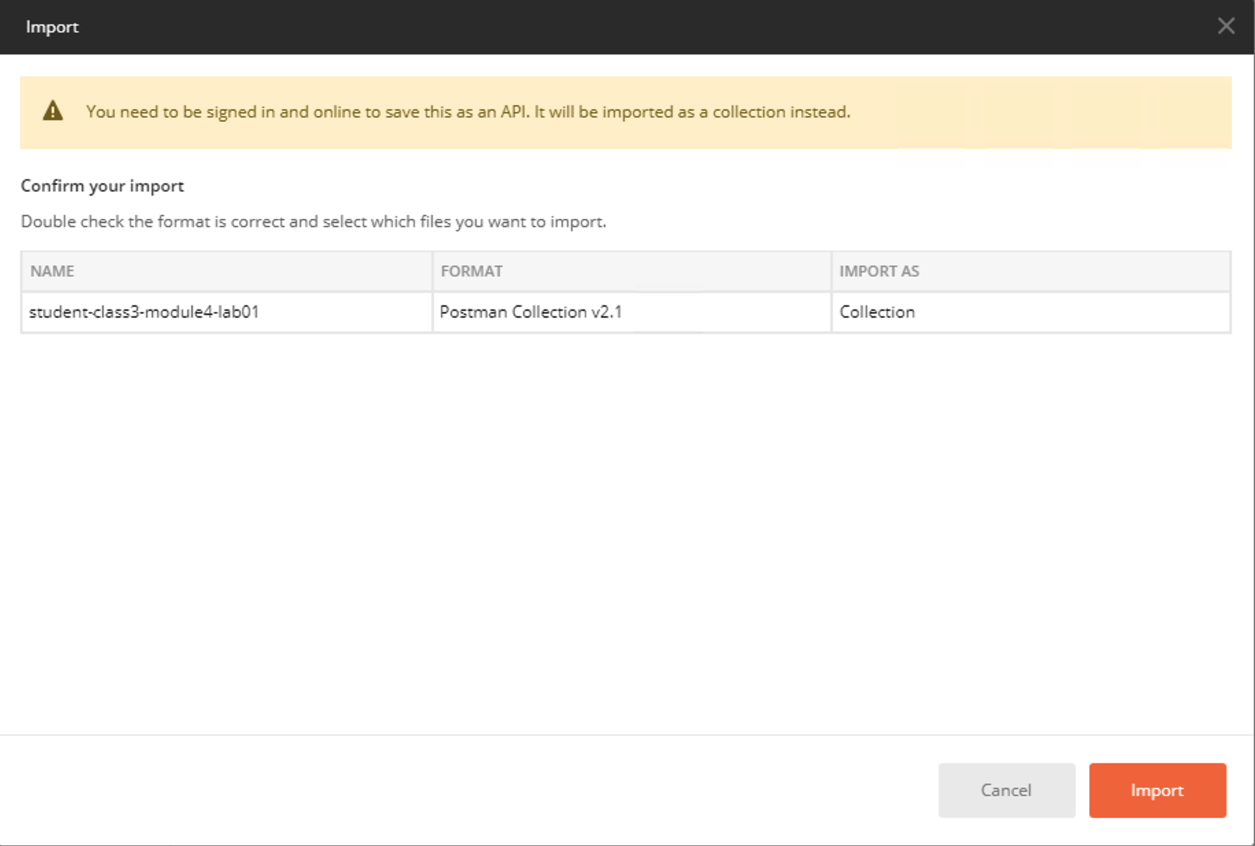 Import
You need to be signed in and online to save this as an API. It will be imported as a collection instead.
Confirm your import
Double check the format is correct and select which files you want to import.
NAME FORMAT IMPORT AS
student-class3-module4-lab01 Postman Collection v2.1 Collection
Cancel Import